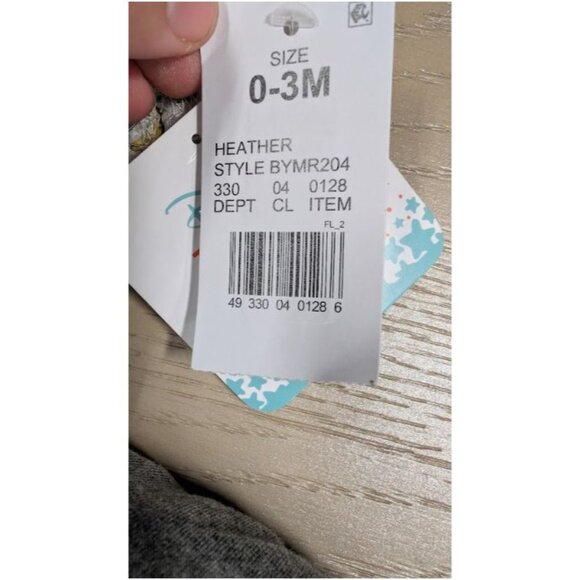 SIZE
0-3M
HEATHER
STYLE BYMR204
330 04 0128
DEPT CL ITEM
FL_2
49 330 04 0128 6